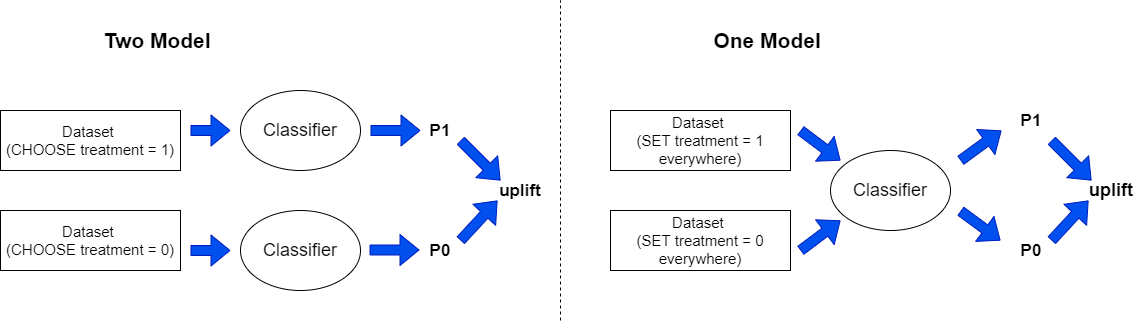 Two Model
Dataset
(CHOOSE treatment = 1)
Classifier
P1
Dataset
(CHOOSE treatment = 0)
Classifier
P0
uplift
One Model
Dataset
(SET treatment = 1
everywhere)
Dataset
(SET treatment = 0
everywhere)
Classifier
P1
P0
uplift